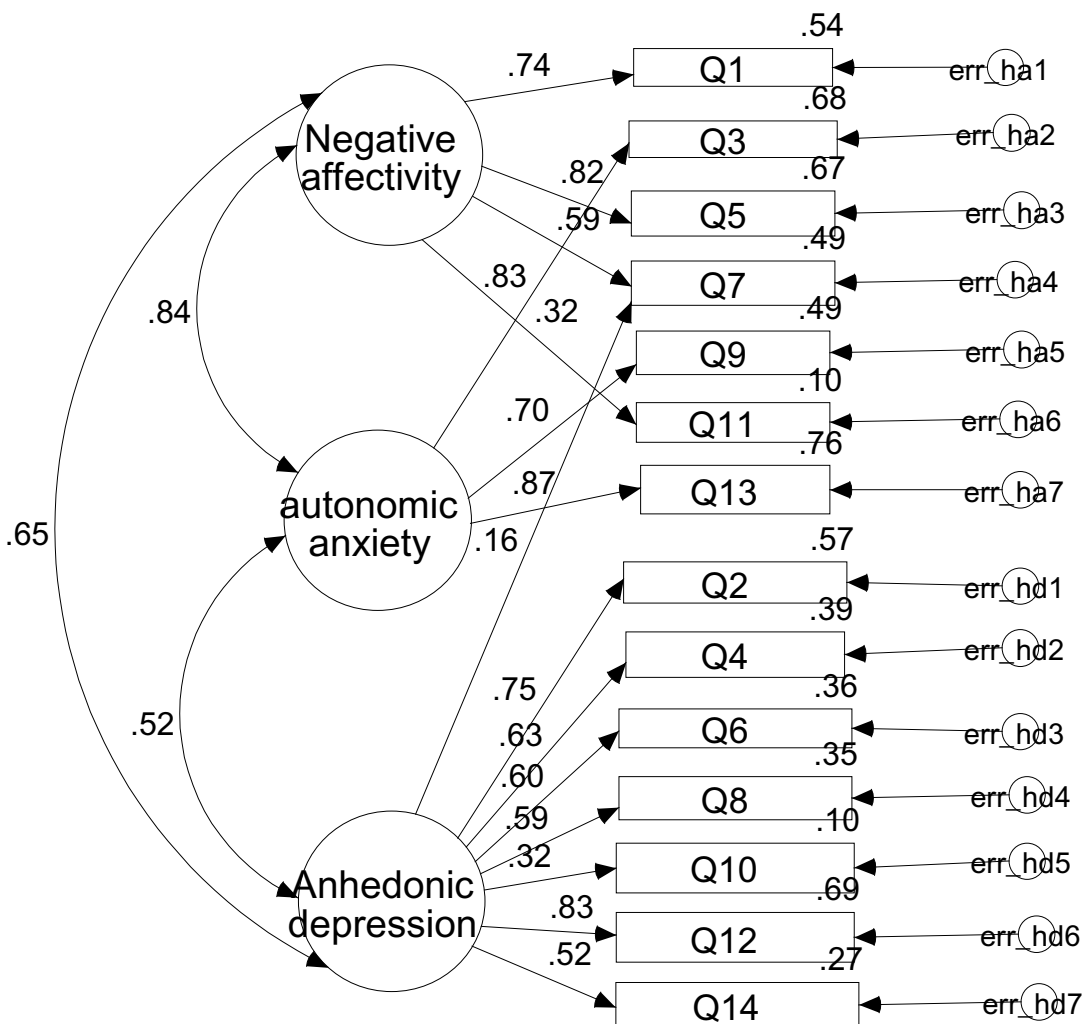 .54
.74
Q1
err_ha1
.68
Negative
affectivity
Q3
err_ha2
.82
.67
.59
Q5
err_ha3
.49
.83
Q7
err_ha4
.84
.32
.49
Q9
err_ha5
.10
.70
Q11
err_ha6
.76
.87
Q13
err_ha7
autonomic
anxiety
.65
.16
.57
Q2
err_hd1
.39
Q4
err_hd2
.75
.36
.52
.63
Q6
err_hd3
.35
.60
Q8
err_hd4
.59
.10
.32
Q10
err_hd5
Anhedonic
depression
.69
.83
Q12
err_hd6
.52
.27
Q14
err_hd7